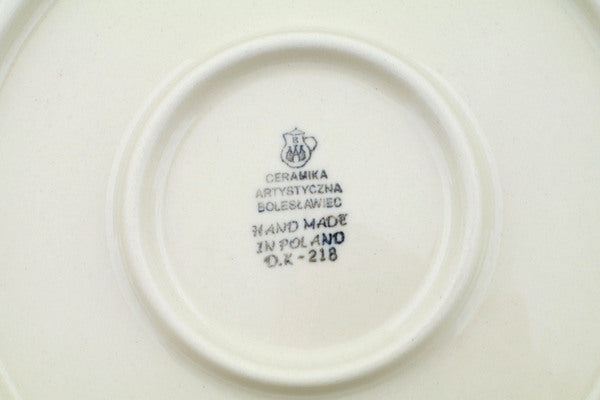 B
CERAMIKA
ARTYSTYCZNA
BOLESŁAWIEC
HAND MADE
IN POLAND
D.K - 218